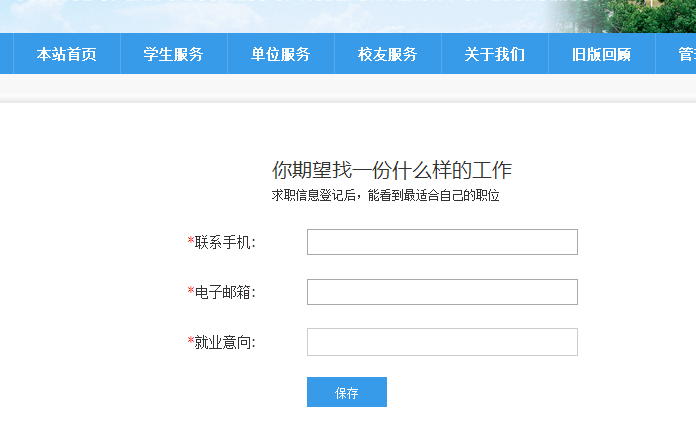 本站首页 学生服务 单位服务 校友服务 关于我们 旧版回顾
你期望找一份什么样的工作
求职信息登记后，能看到最适合自己的职位
*联系手机：
*电子邮箱：
*就业意向：
保存